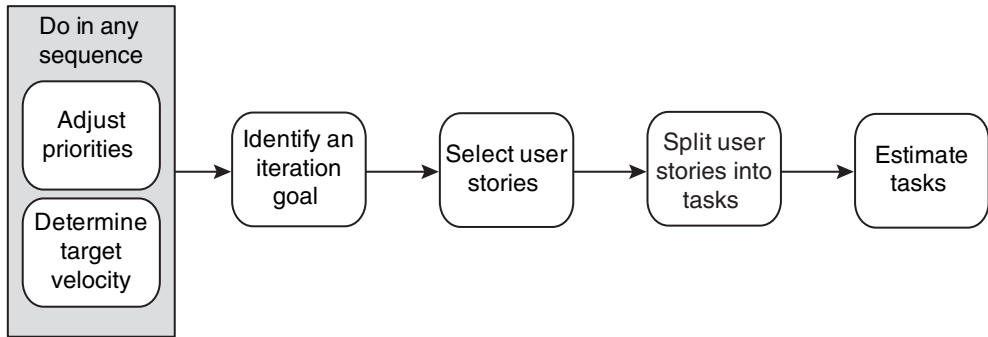 Do in any
sequence
Adjust
priorities
Determine
target
velocity
Identify an
iteration
goal
Select user
stories
Split user
stories into
tasks
Estimate
tasks